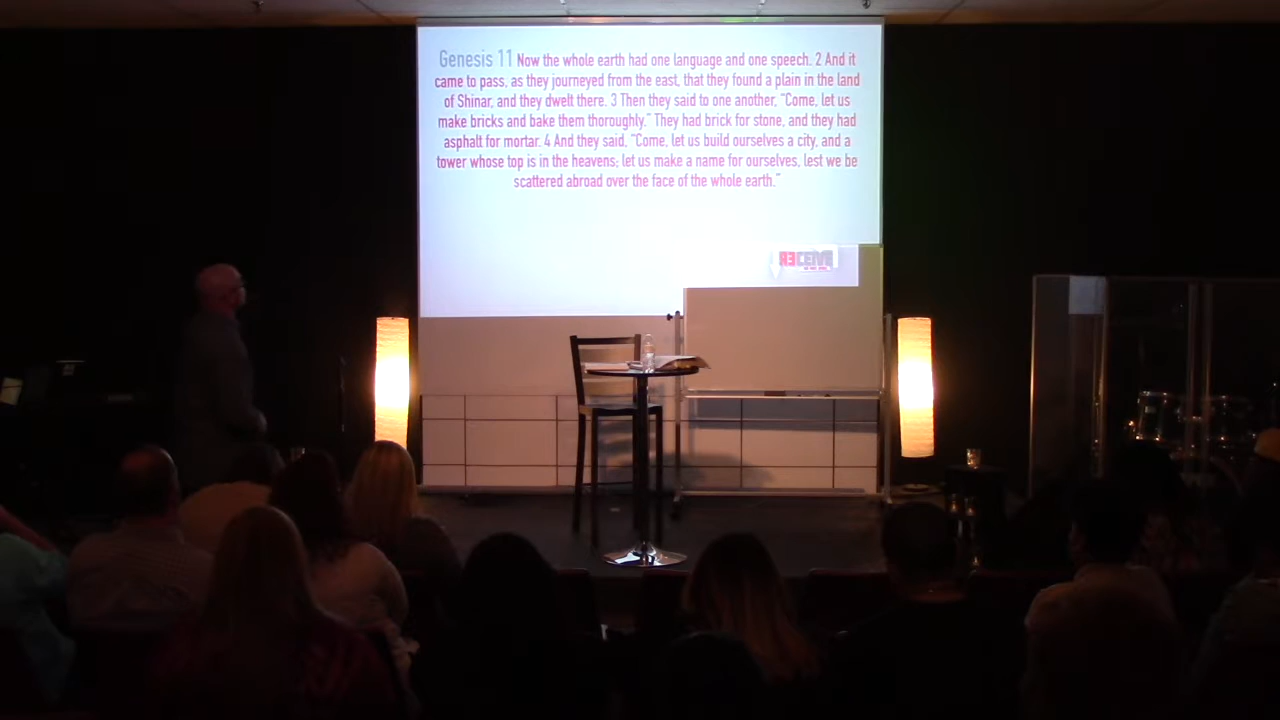 Genesis 11 Now the whole earth had one language and one speech. 2 And it
came to pass, as they journeyed from the east, that they found a plain in the land
of Shinar, and they dwelt there. 3 Then they said to one another, “Come, let us
make bricks and bake them thoroughly.” They had brick for stone, and they had
asphalt for mortar. 4 And they said, “Come, let us build ourselves a city, and a
tower whose top is in the heavens; let us make a name for ourselves, lest we be
scattered abroad over the face of the whole earth.”
RECEIVE